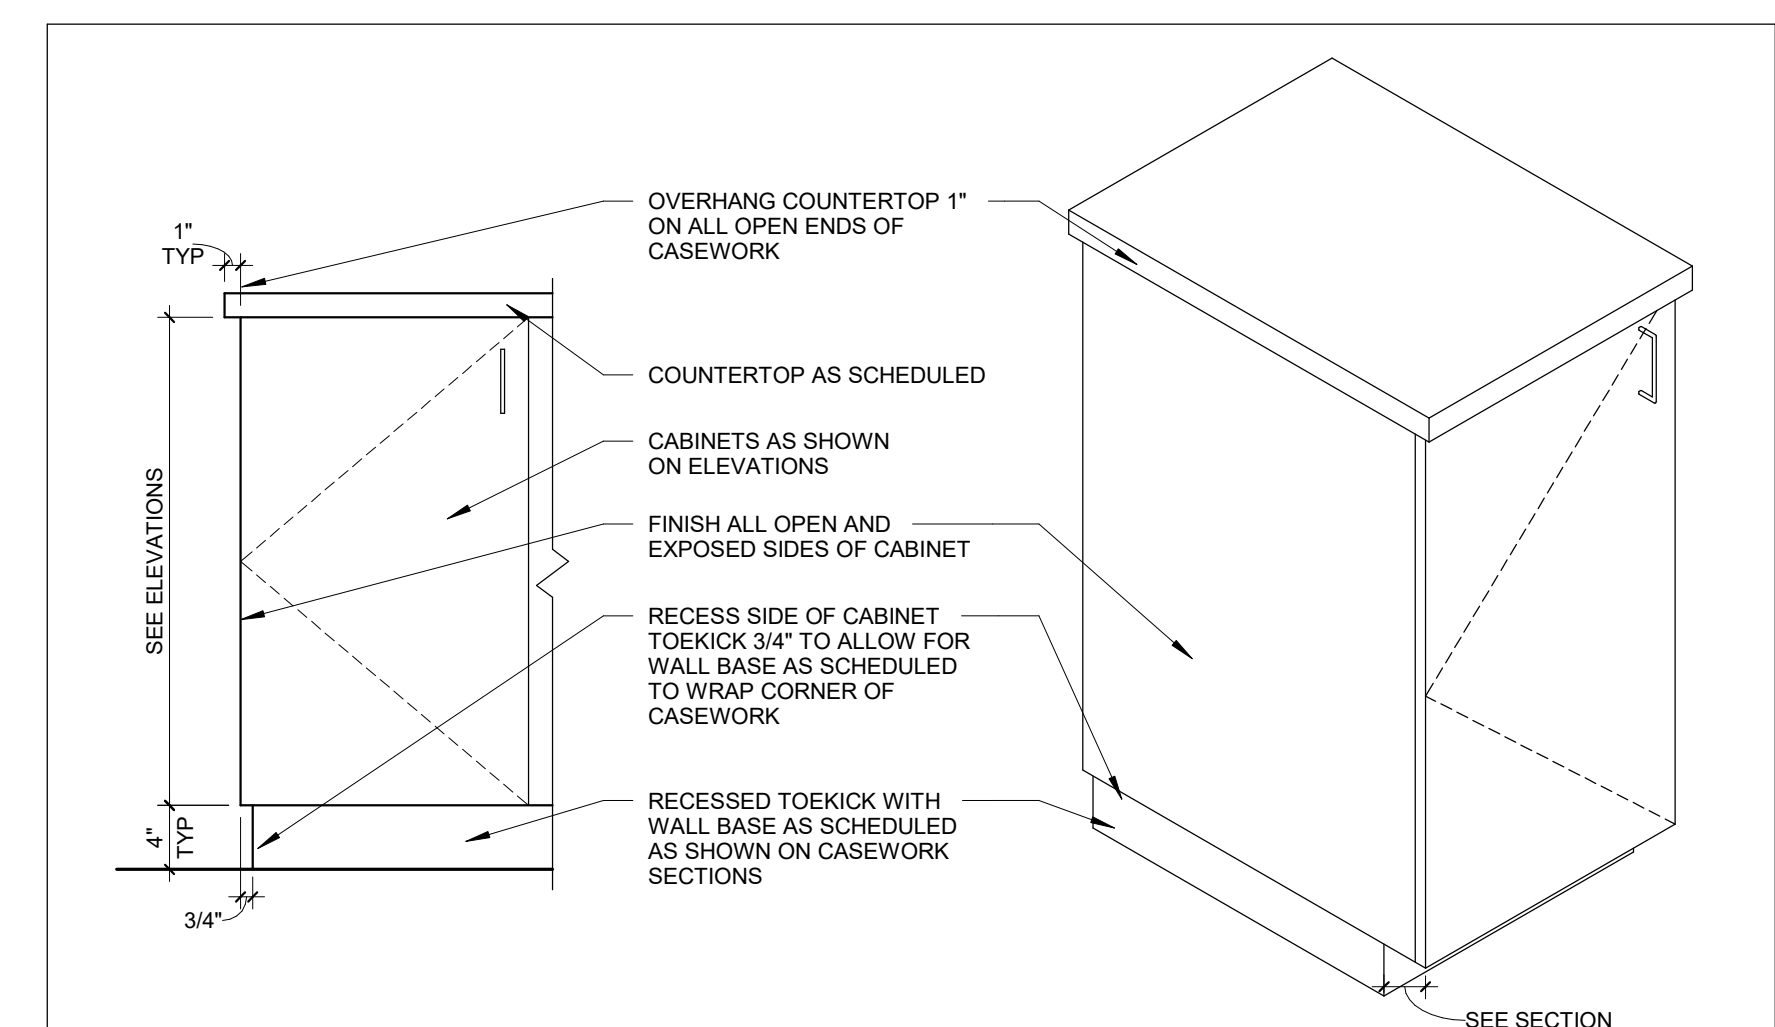 OVERHANG COUNTERTOP 1"
ON ALL OPEN ENDS OF
CASEWORK
1"
TYP
COUNTERTOP AS SCHEDULED
CABINETS AS SHOWN
ON ELEVATIONS
SEE ELEVATIONS
FINISH ALL OPEN AND
EXPOSED SIDES OF CABINET
RECESS SIDE OF CABINET
TOEKICK 3/4" TO ALLOW FOR
WALL BASE AS SCHEDULED
TO WRAP CORNER OF
CASEWORK
4"
TYP
RECESSED TOEKICK WITH
WALL BASE AS SCHEDULED
AS SHOWN ON CASEWORK
SECTIONS
3/4"
SEE SECTION